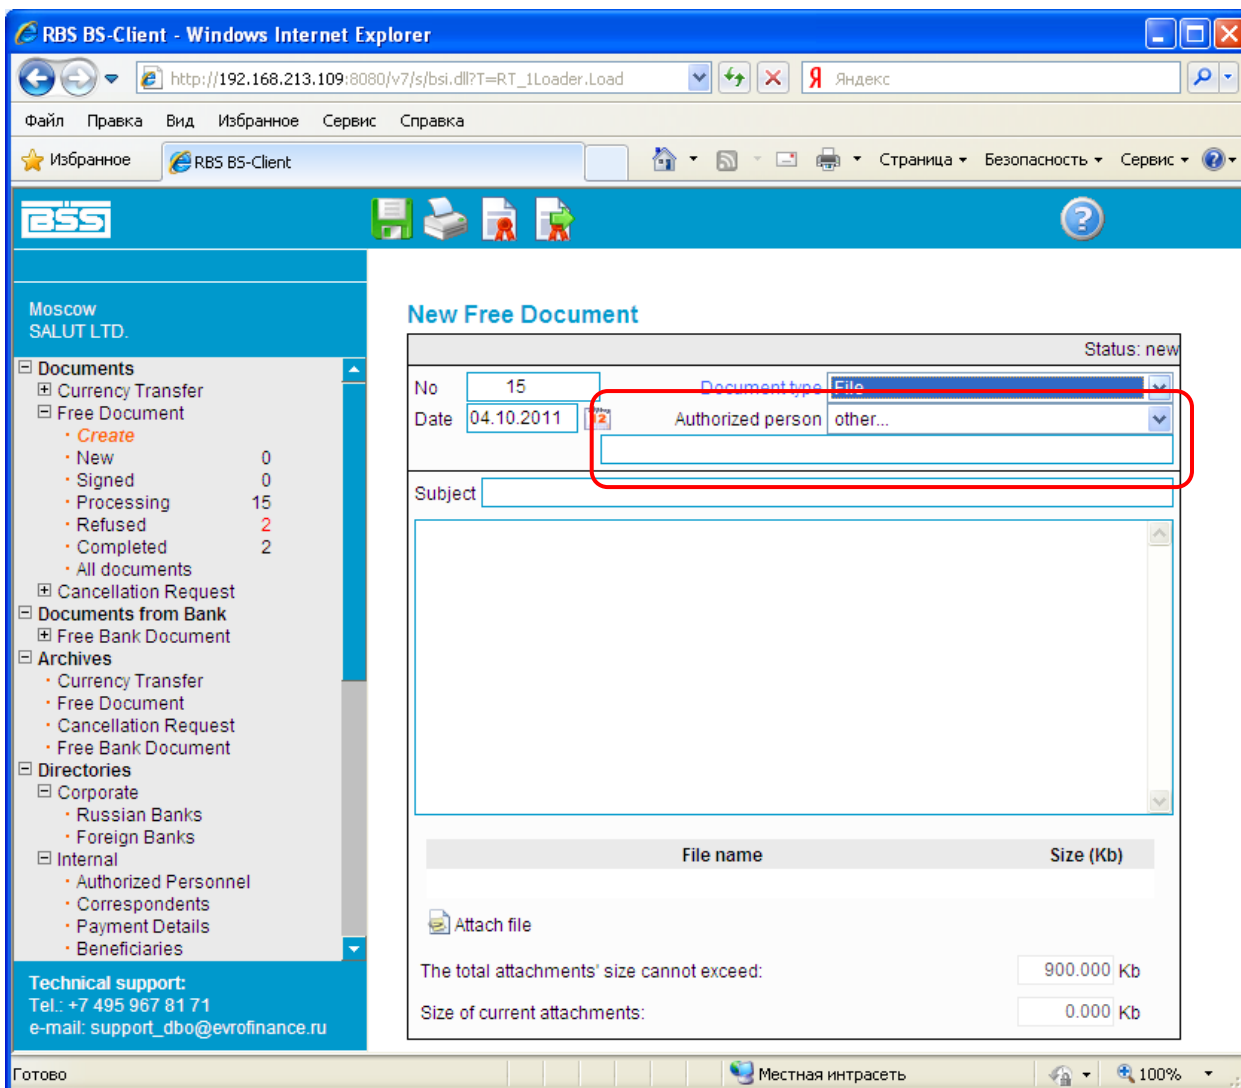 RBS BS-Client - Windows Internet Explorer
http://192.168.213.109:8080/v7/s/bsi.dll?T=RT_1Loader.Load
Я Яндекс
Файл Правка Вид Избранное Сервис Справка
Избранное RBS BS-Client Страница Безопасность Сервис
BSS
Moscow
SALUT LTD.
Documents
Currency Transfer
Free Document
Create
New 0
Signed 0
Processing 15
Refused 2
Completed 2
All documents
Cancellation Request
Documents from Bank
Free Bank Document
Archives
Currency Transfer
Free Document
Cancellation Request
Free Bank Document
Directories
Corporate
Russian Banks
Foreign Banks
Internal
Authorized Personnel
Correspondents
Payment Details
Beneficiaries
Technical support:
Tel.: +7 495 967 81 71
e-mail: support_dbo@evrofinance.ru
New Free Document
Status: new
No 15 Document type File
Date 04.10.2011 12 Authorized person other...
Subject
File name Size (Kb)
Attach file
The total attachments' size cannot exceed: 900.000 Kb
Size of current attachments: 0.000 Kb
Готово Местная интрасеть 100%